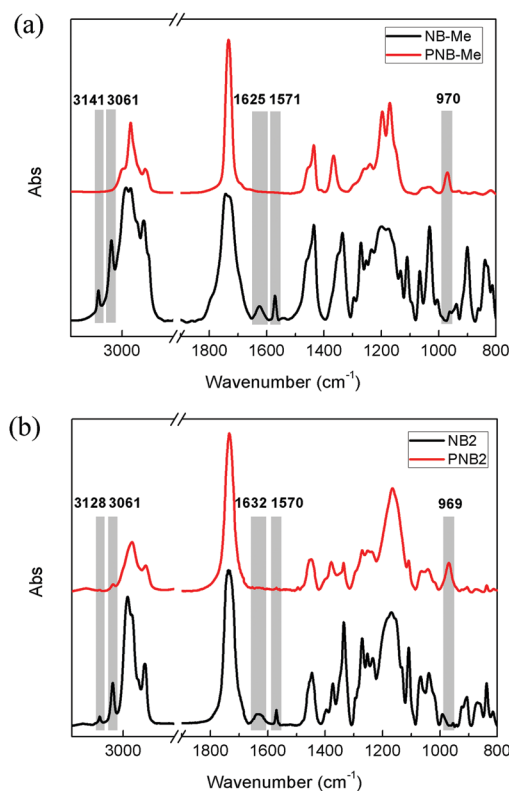 (a)
NB-Me
PNB-Me
3141 3061 1625 1571 970
Abs
3000 1800 1600 1400 1200 1000 800
Wavenumber (cm⁻¹)
(b)
NB2
PNB2
3128 3061 1632 1570 969
Abs
3000 1800 1600 1400 1200 1000 800
Wavenumber (cm⁻¹)